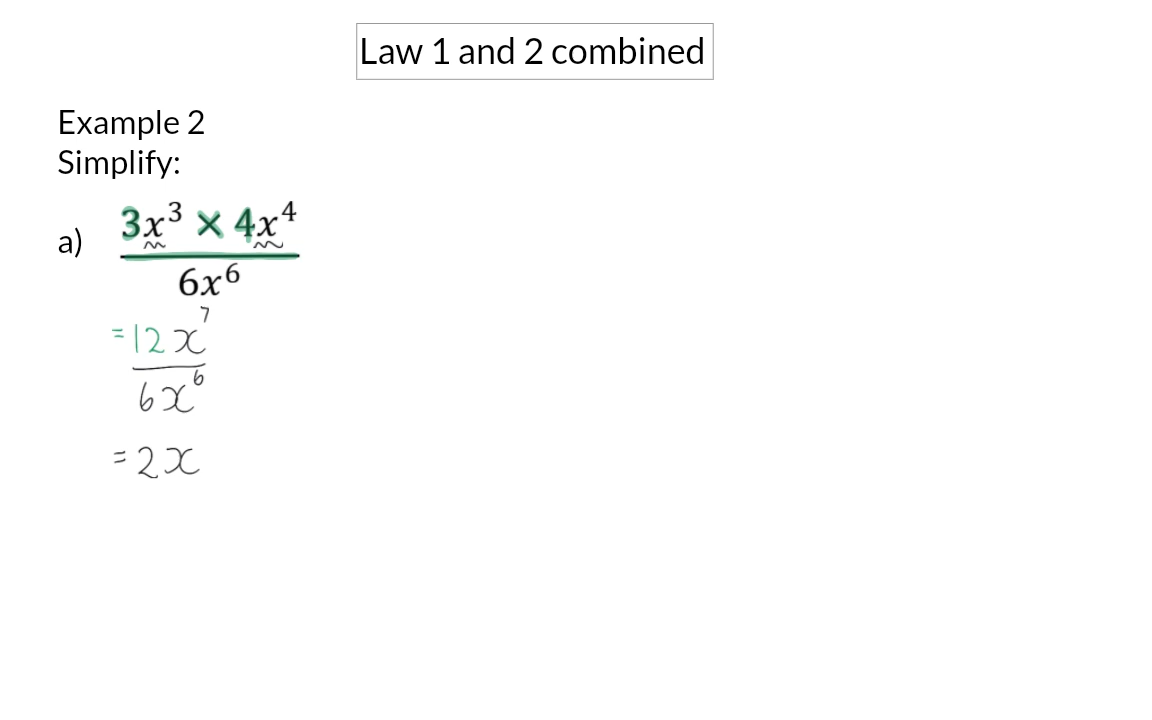 Law 1 and 2 combined
Example 2
Simplify:
a) 3x³ × 4x⁴
6x⁶
=12x⁷
6x⁶
=2x